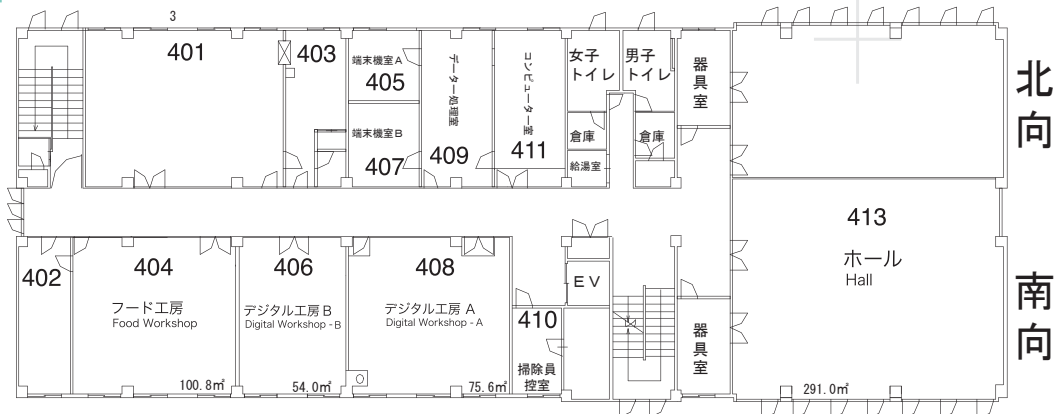 3
401
403
端末機室A
405
端末機室B
407
データー処理室
409
コンピューター室
411
女子
トイレ
男子
トイレ
倉庫
倉庫
給湯室
器具室
北向
402
404
フード工房
Food Workshop
100.8㎡
406
デジタル工房 B
Digital Workshop - B
54.0㎡
408
デジタル工房 A
Digital Workshop - A
75.6㎡
EV
410
掃除員
控室
器具室
413
ホール
Hall
291.0㎡
南向